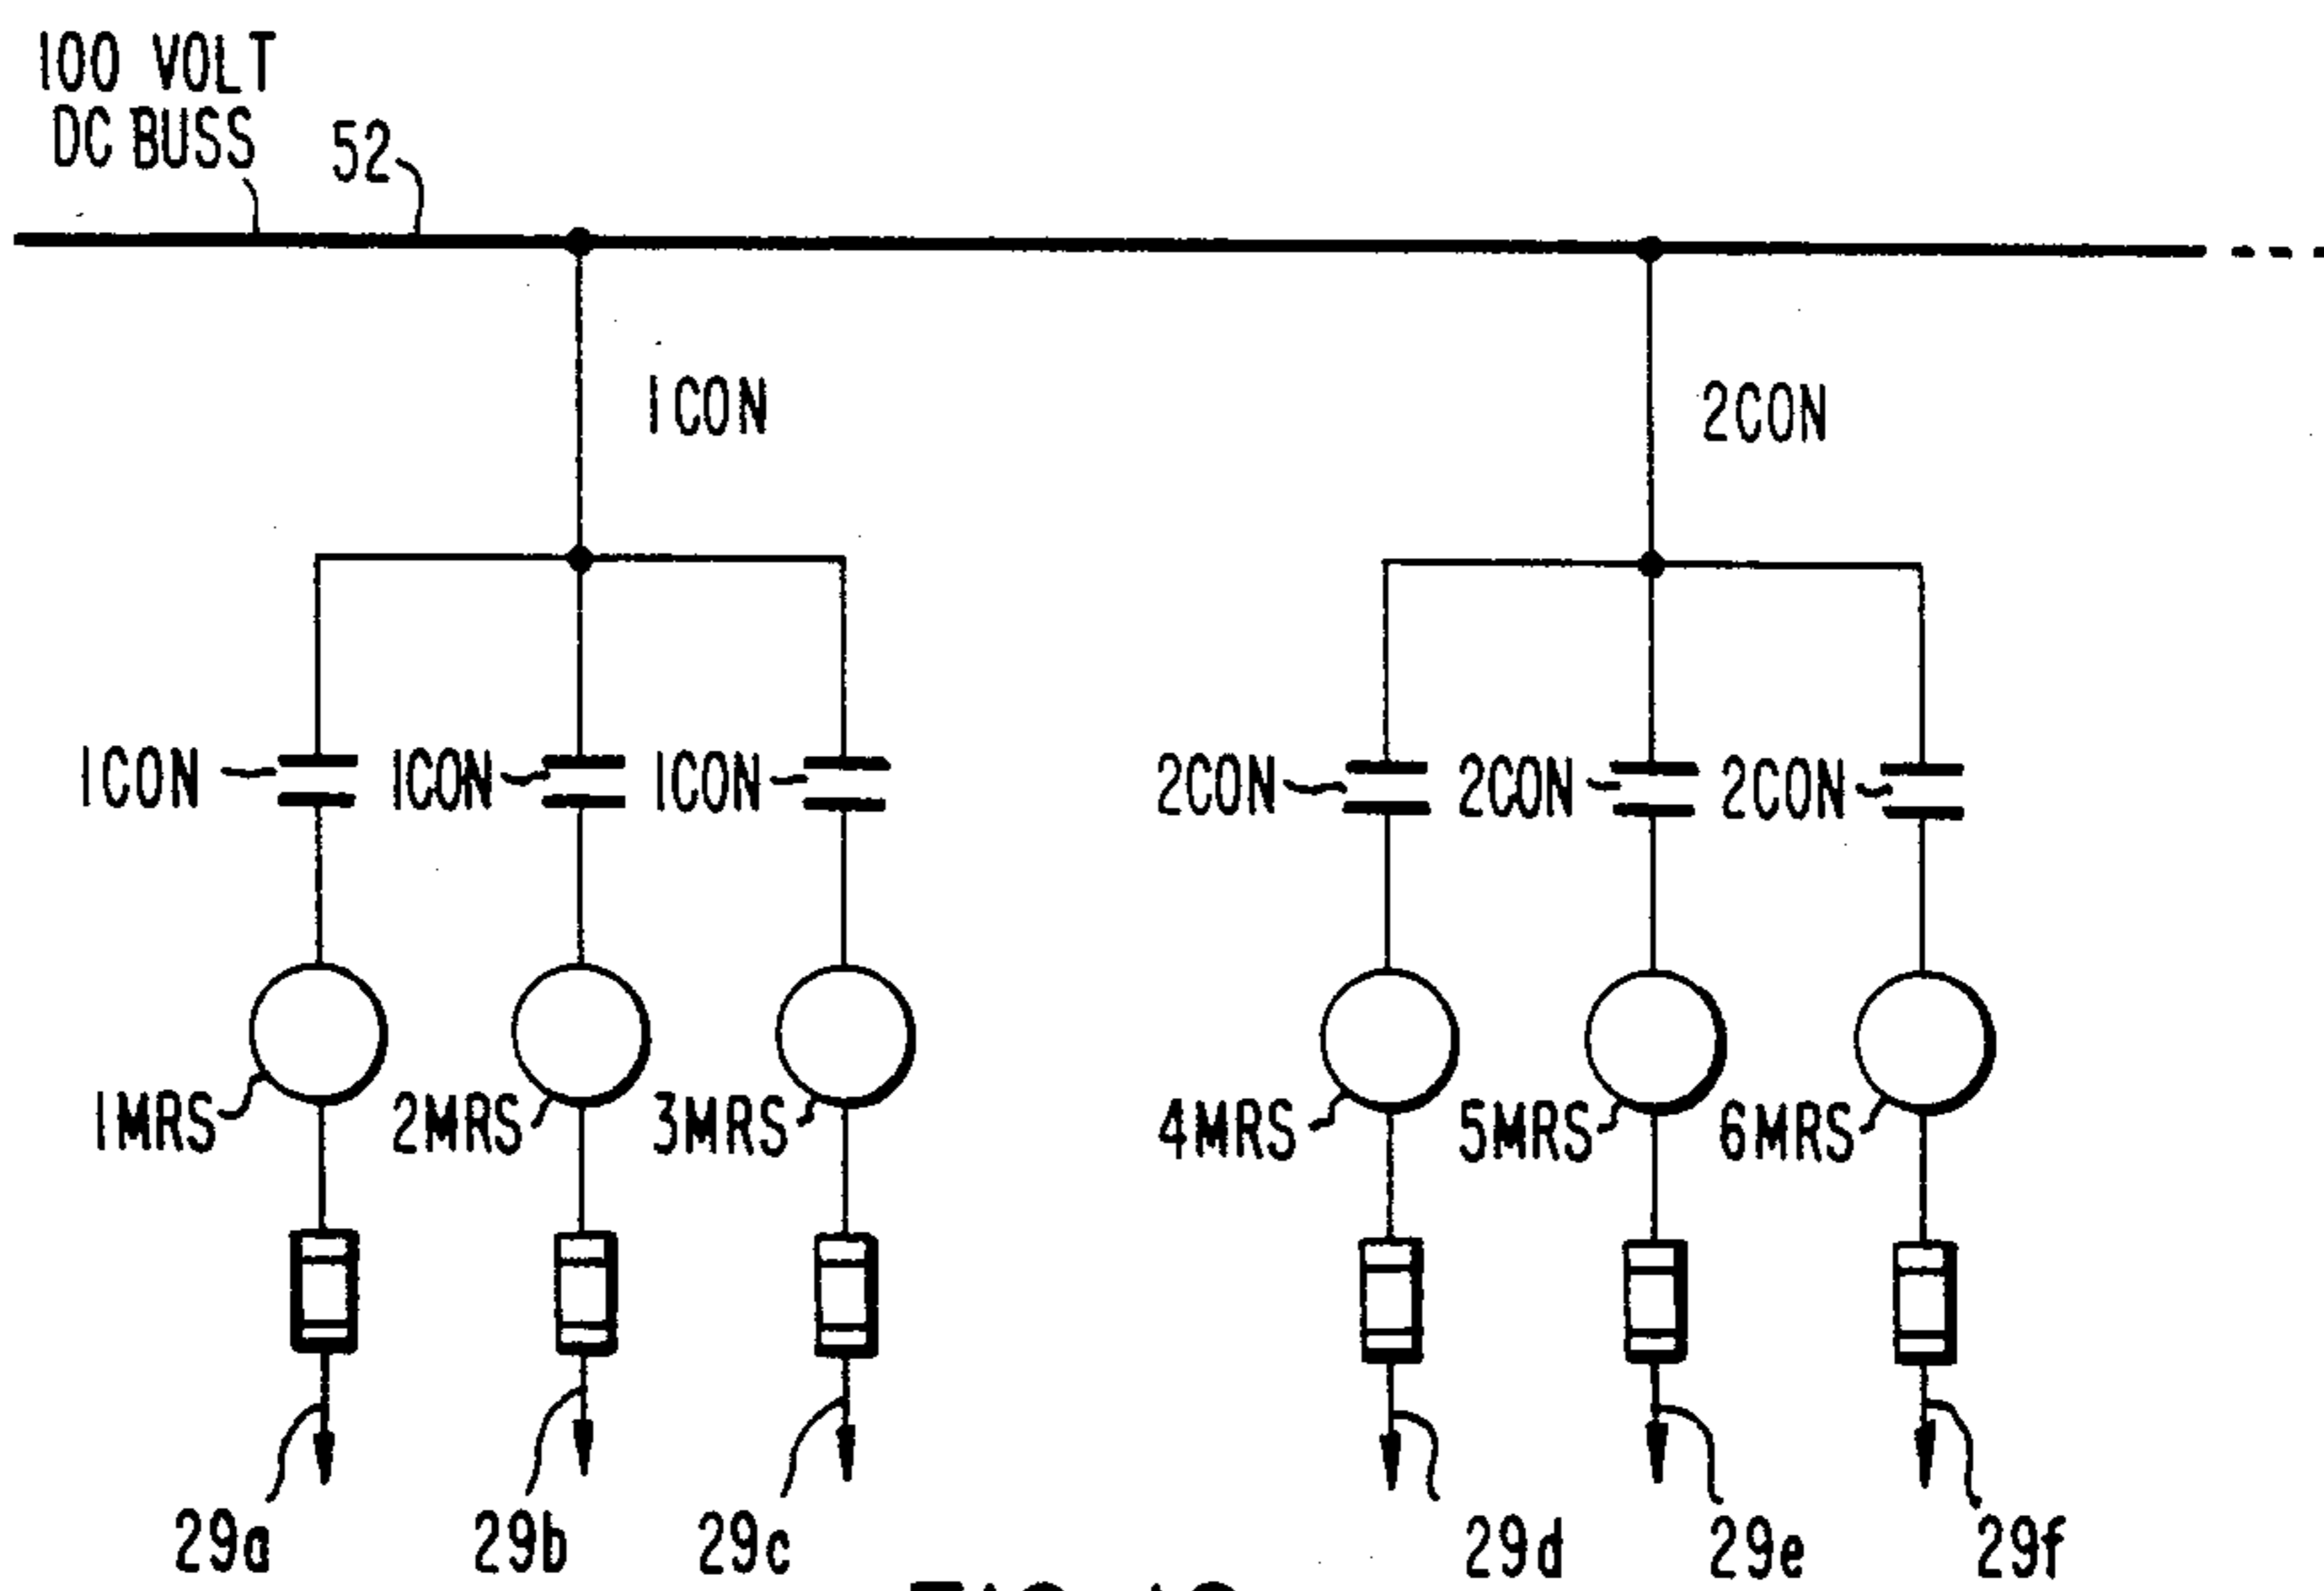 100 VOLT
DC BUSS
52
1CON
2CON
1CON 1CON 1CON 2CON 2CON 2CON
1MRS 2MRS 3MRS 4MRS 5MRS 6MRS
29a 29b 29c 29d 29e 29f